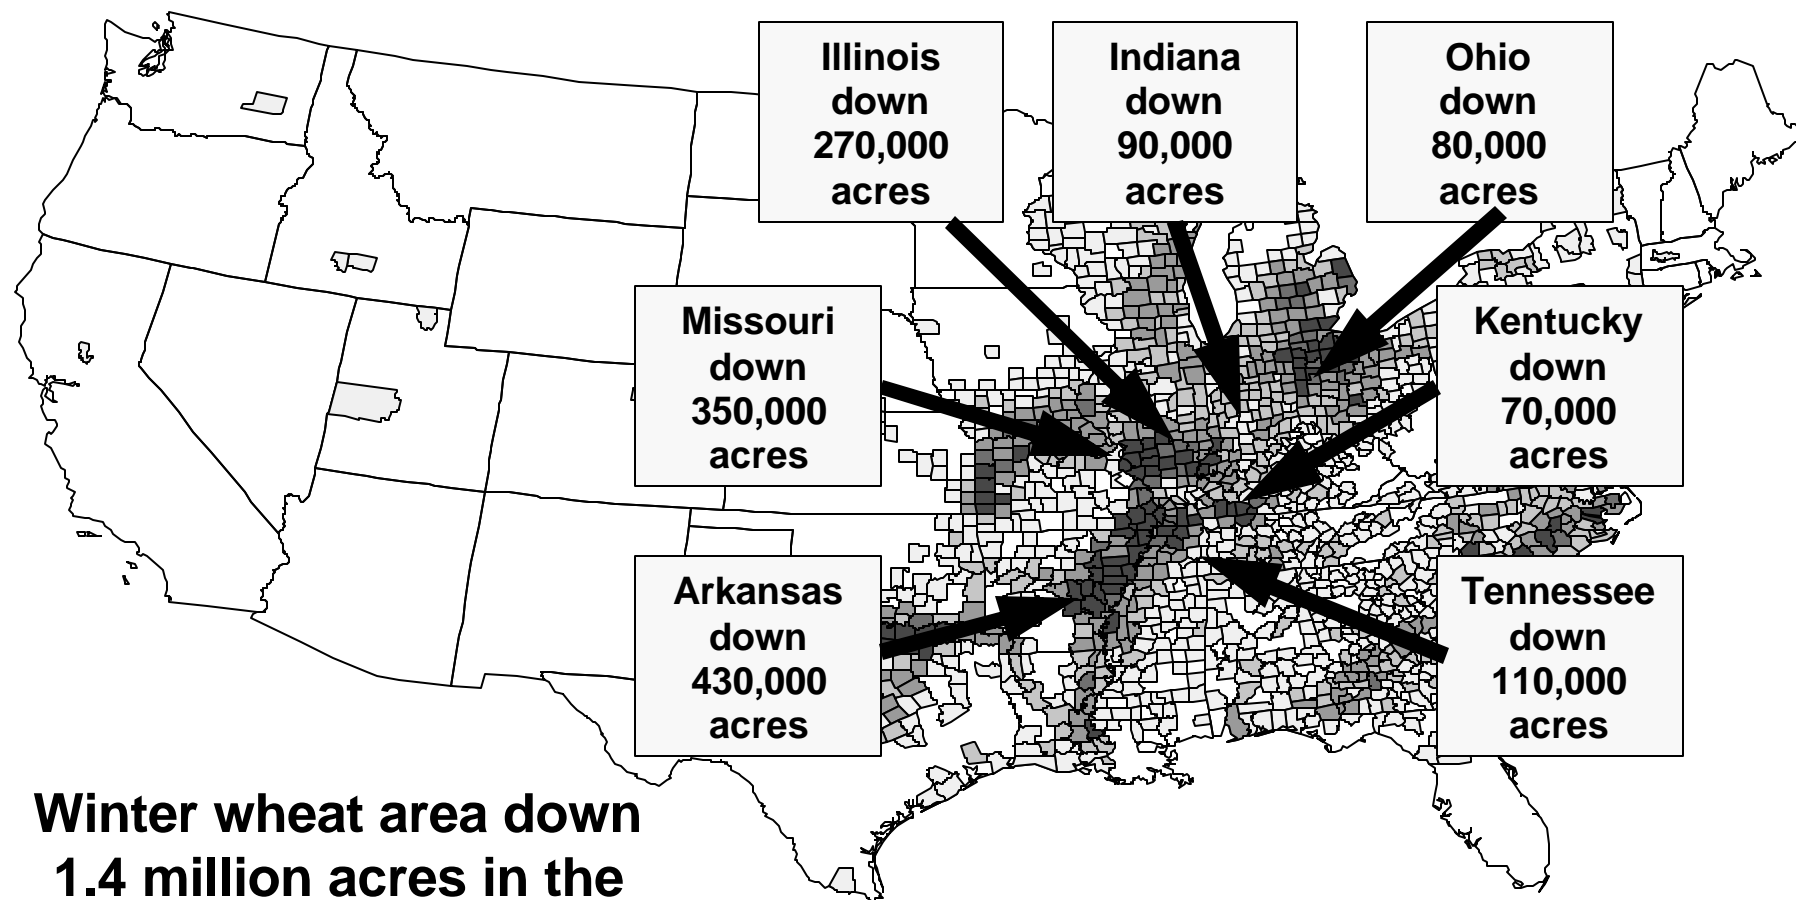 Illinois
down
270,000
acres
Indiana
down
90,000
acres
Ohio
down
80,000
acres
Missouri
down
350,000
acres
Kentucky
down
70,000
acres
Arkansas
down
430,000
acres
Tennessee
down
110,000
acres
Winter wheat area down
1.4 million acres in the